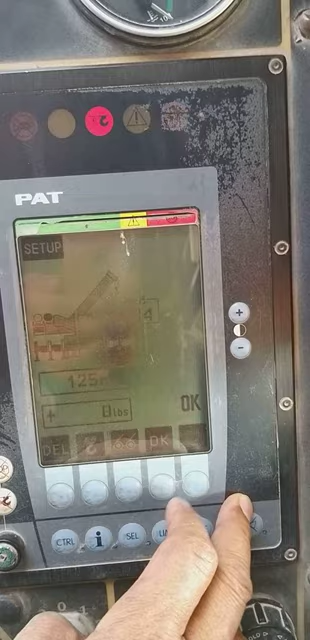 PAT
SETUP
4
125
+ 0 lbs
OK
DEL OK
CTRL i SEL
+
-